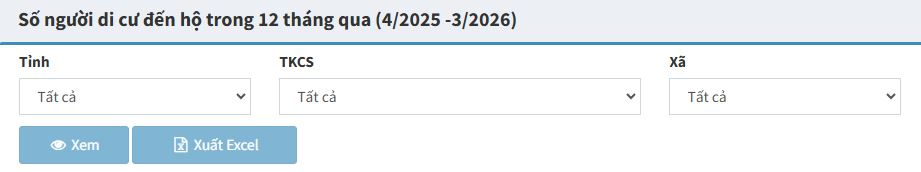 Số người di cư đến hộ trong 12 tháng qua (4/2025 -3/2026)
Tỉnh TKCS Xã
Tất cả Tất cả Tất cả
Xem Xuất Excel